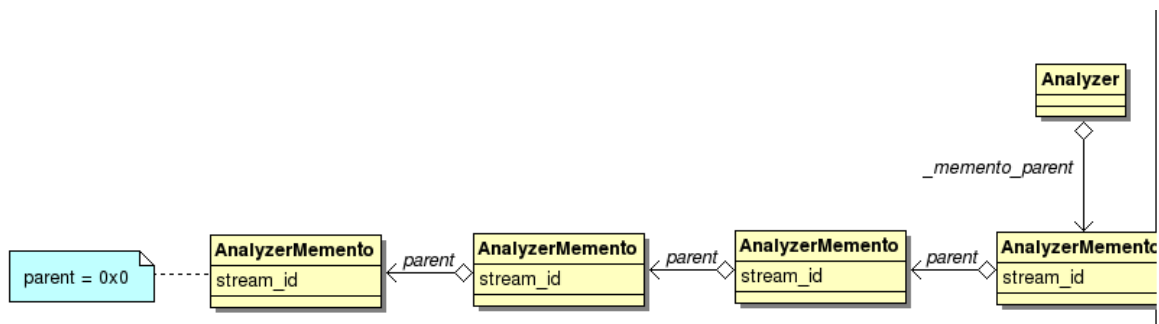 Analyzer
_memento_parent
AnalyzerMemento
stream_id
parent
AnalyzerMemento
stream_id
parent
AnalyzerMemento
stream_id
parent
AnalyzerMemento
stream_id
parent = 0x0